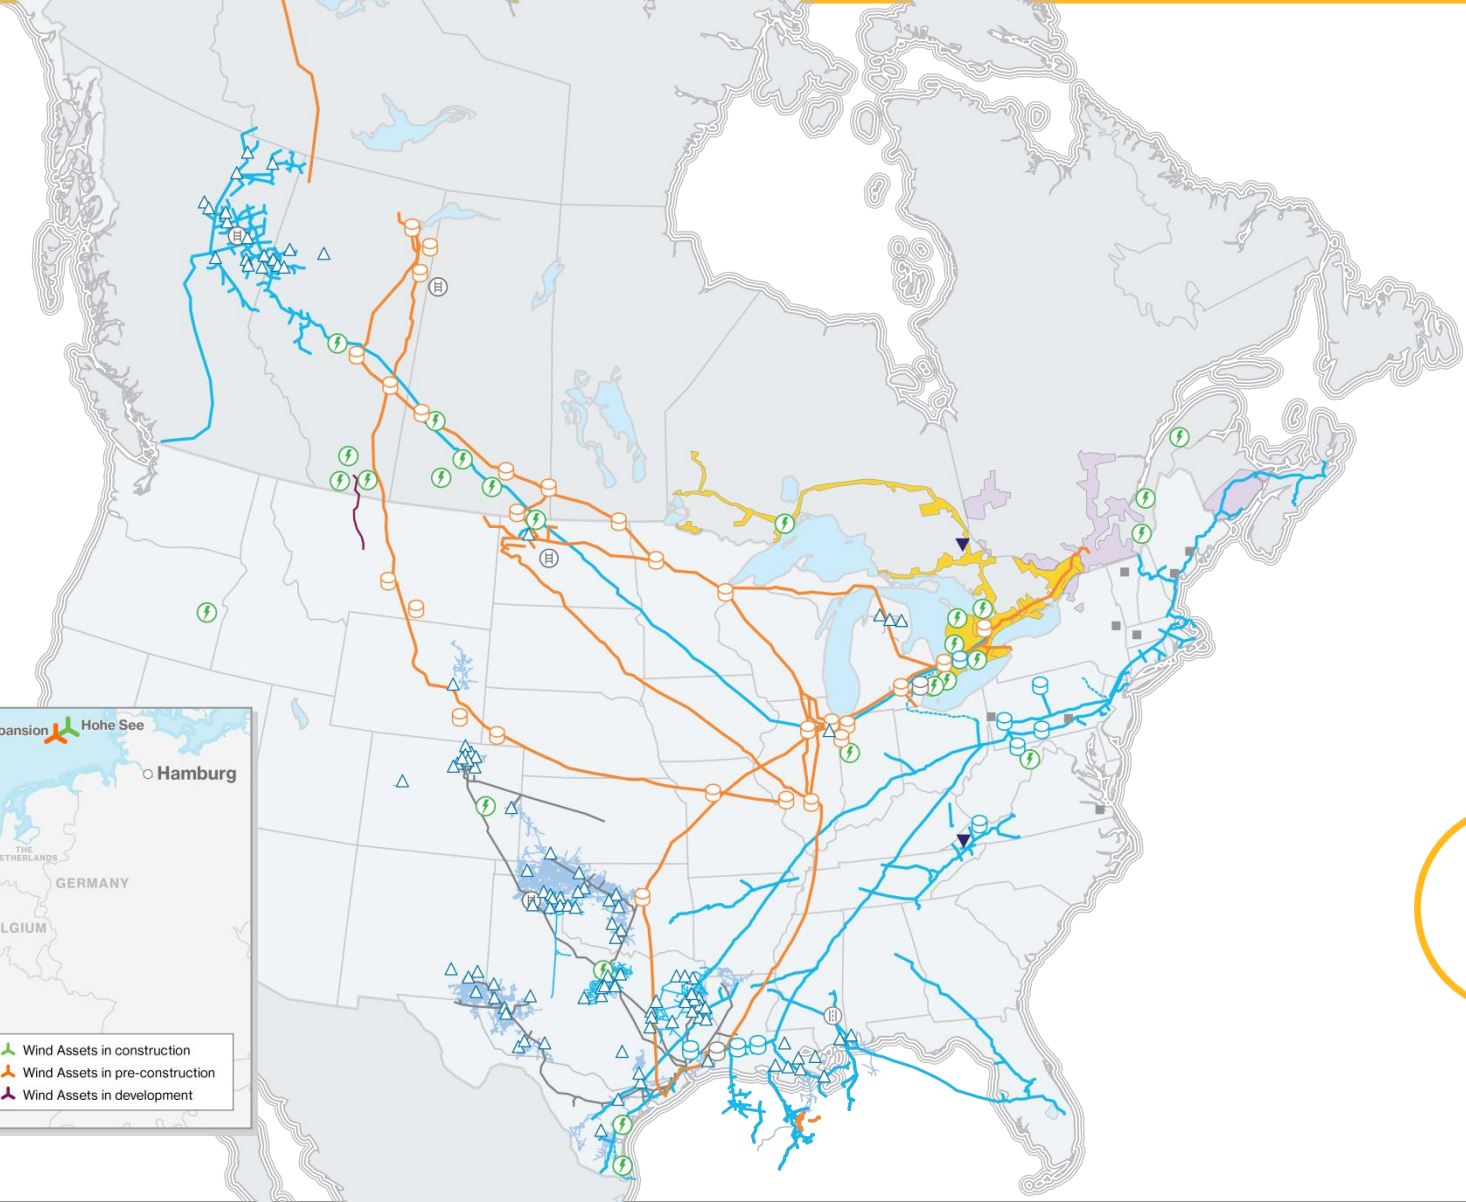 pansion
Hohe See
Hamburg
THE
ETHERLANDS
GERMANY
LGIUM
Wind Assets in construction
Wind Assets in pre-construction
Wind Assets in development